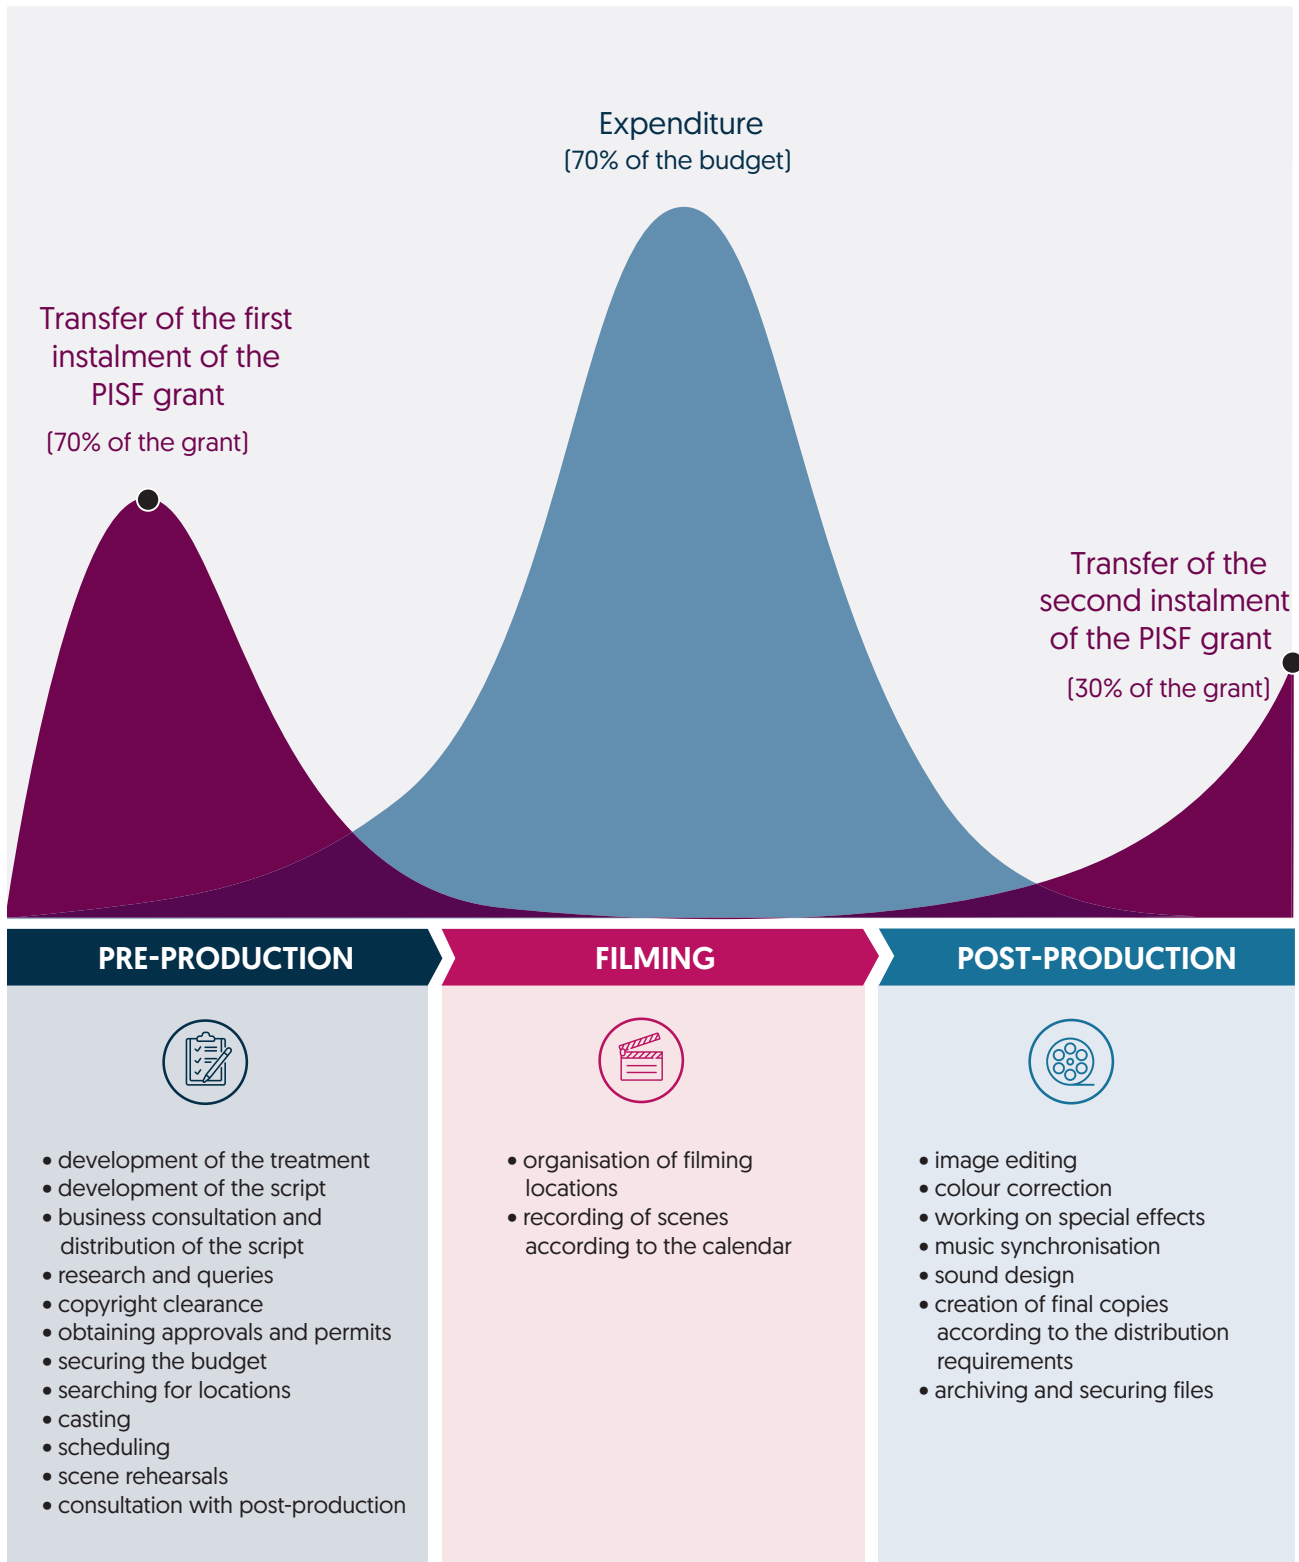 Expenditure
(70% of the budget)
Transfer of the first
instalment of the
PISF grant
(70% of the grant)
Transfer of the
second instalment
of the PISF grant
(30% of the grant)
PRE-PRODUCTION
• development of the treatment
• development of the script
• business consultation and
distribution of the script
• research and queries
• copyright clearance
• obtaining approvals and permits
• securing the budget
• searching for locations
• casting
• scheduling
• scene rehearsals
• consultation with post-production
FILMING
• organisation of filming
locations
• recording of scenes
according to the calendar
POST-PRODUCTION
• image editing
• colour correction
• working on special effects
• music synchronisation
• sound design
• creation of final copies
according to the distribution
requirements
• archiving and securing files